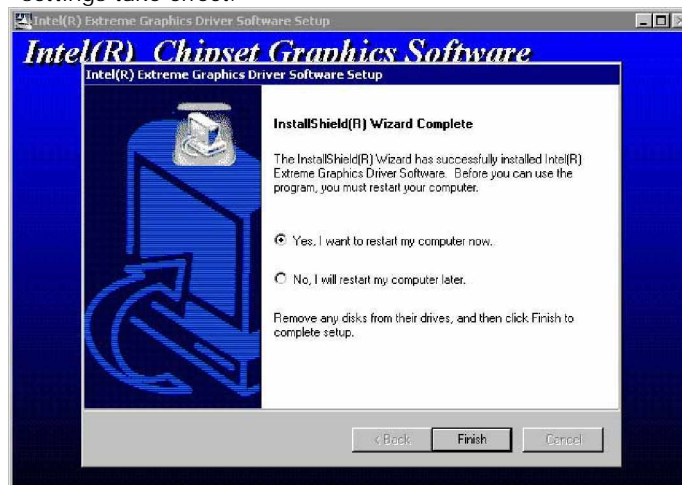 settings take effect.
Intel(R) Extreme Graphics Driver Software Setup
Intel(R) Chipset Graphics Software
Intel(R) Extreme Graphics Driver Software Setup
InstallShield(R) Wizard Complete
The InstallShield(R) Wizard has successfully installed Intel(R)
Extreme Graphics Driver Software. Before you can use the
program, you must restart your computer.
Yes, I want to restart my computer now.
No, I will restart my computer later.
Remove any disks from their drives, and then click Finish to
complete setup.
< Back Finish Cancel